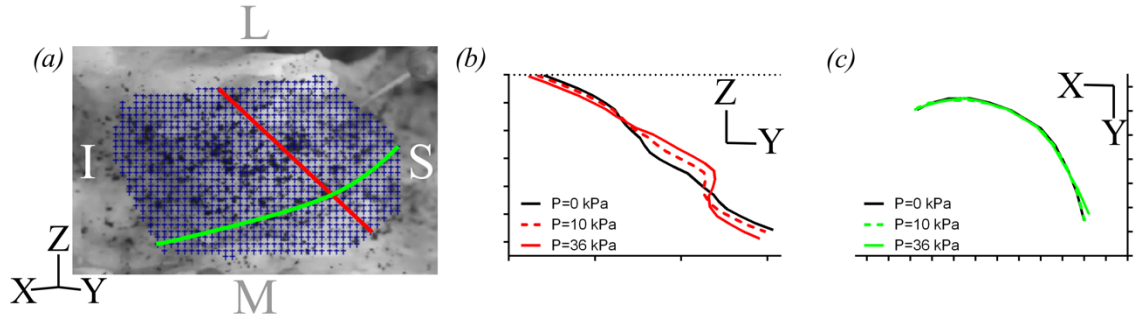 L
(a)
I
S
Z
X
Y
M
(b)
Z
Y
P=0 kPa
P=10 kPa
P=36 kPa
(c)
X
Y
P=0 kPa
P=10 kPa
P=36 kPa